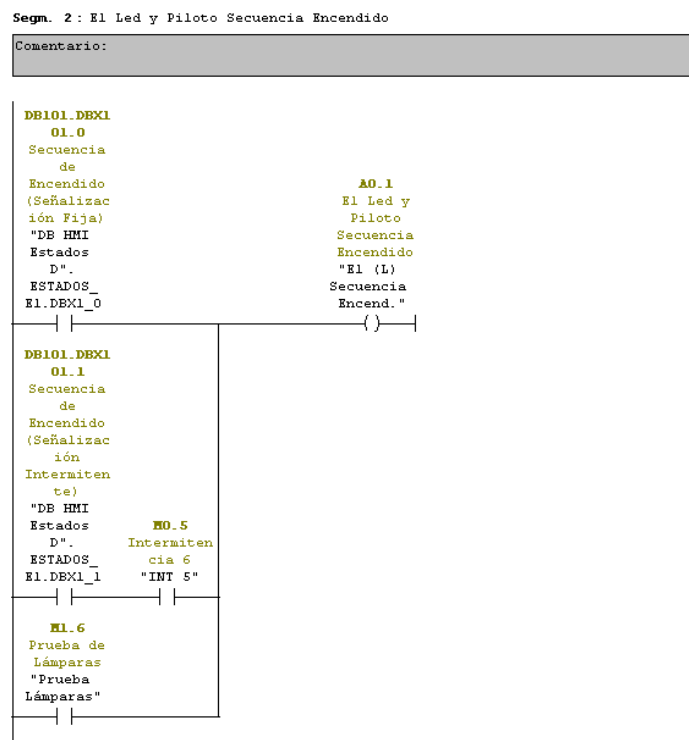 Segm. 2: E1 Led y Piloto Secuencia Encendido
Comentario:
DB101.DBX1
01.0
Secuencia
de
Encendido
(Señalizac
ión Fija)
"DB HMI
Estados
D".
ESTADOS_
E1.DBX1_0
A0.1
E1 Led y
Piloto
Secuencia
Encendido
"E1 (L)
Secuencia
Encend."
DB101.DBX1
01.1
Secuencia
de
Encendido
(Señalizac
ión
Intermiten
te)
"DB HMI
Estados
D".
ESTADOS_
E1.DBX1_1
M0.5
Intermiten
cia 6
"INT 5"
M1.6
Prueba de
Lámparas
"Prueba
Lámparas"